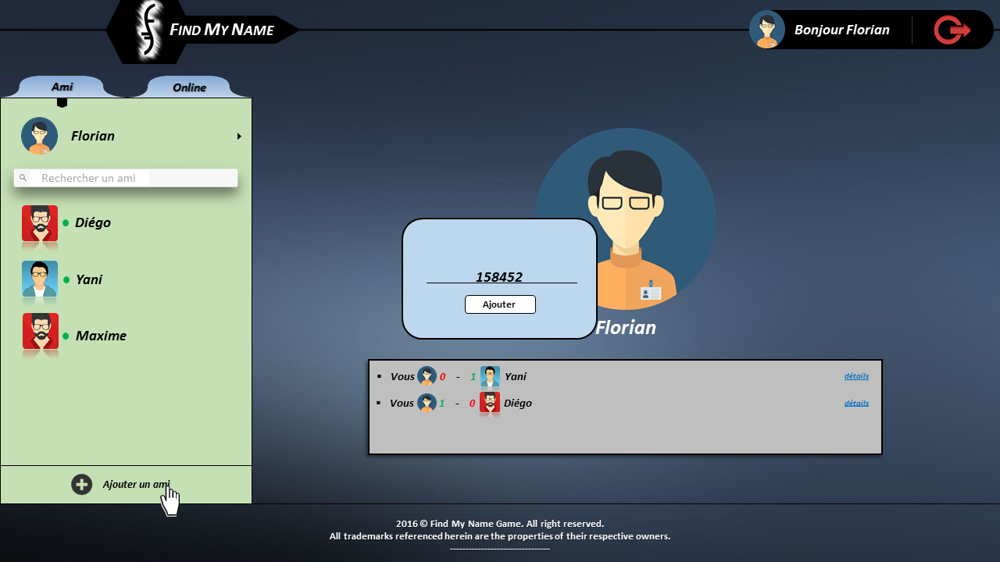 FIND MY NAME
Bonjour Florian
Ami
Online
Florian
Rechercher un ami
Diégo
Yani
Maxime
Ajouter un ami
158452
Ajouter
Florian
▪ Vous 0 - 1 Yani détails
▪ Vous 1 - 0 Diégo détails
2016 © Find My Name Game. All right reserved.
All trademarks referenced herein are the properties of their respective owners.
--------------------------------